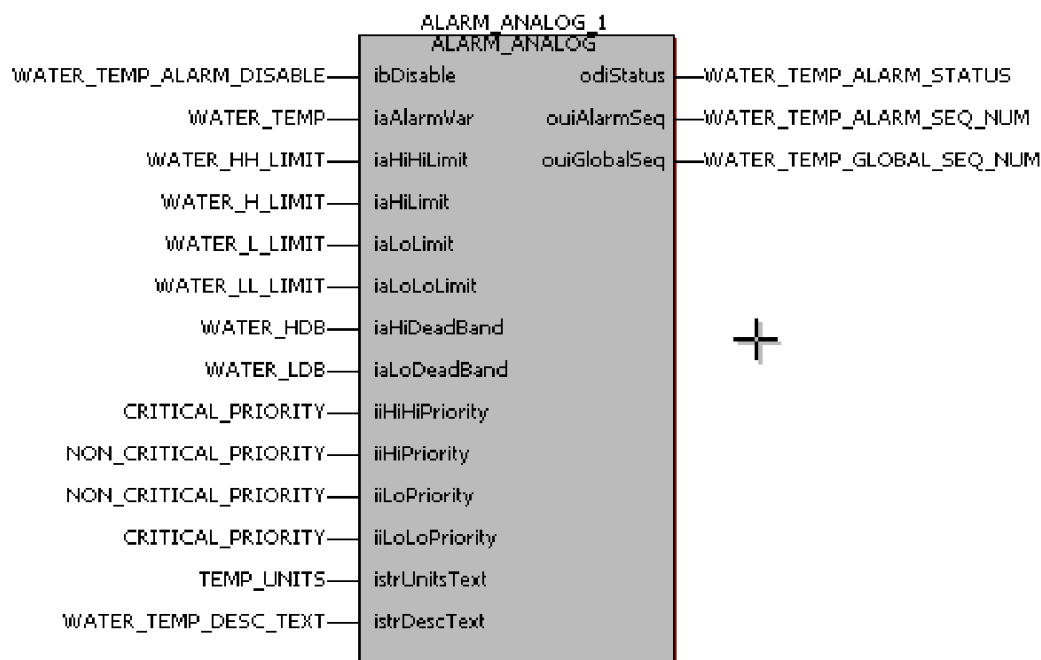 ALARM_ANALOG_1
ALARM_ANALOG
WATER_TEMP_ALARM_DISABLE ibDisable odiStatus WATER_TEMP_ALARM_STATUS
WATER_TEMP iaAlarmVar ouiAlarmSeq WATER_TEMP_ALARM_SEQ_NUM
WATER_HH_LIMIT iaHiHiLimit ouiGlobalSeq WATER_TEMP_GLOBAL_SEQ_NUM
WATER_H_LIMIT iaHiLimit
WATER_L_LIMIT iaLoLimit
WATER_LL_LIMIT iaLoLoLimit
WATER_HDB iaHiDeadBand
WATER_LDB iaLoDeadBand
CRITICAL_PRIORITY iiHiHiPriority
NON_CRITICAL_PRIORITY iiHiPriority
NON_CRITICAL_PRIORITY iiLoPriority
CRITICAL_PRIORITY iiLoLoPriority
TEMP_UNITS istrUnitsText
WATER_TEMP_DESC_TEXT istrDescText